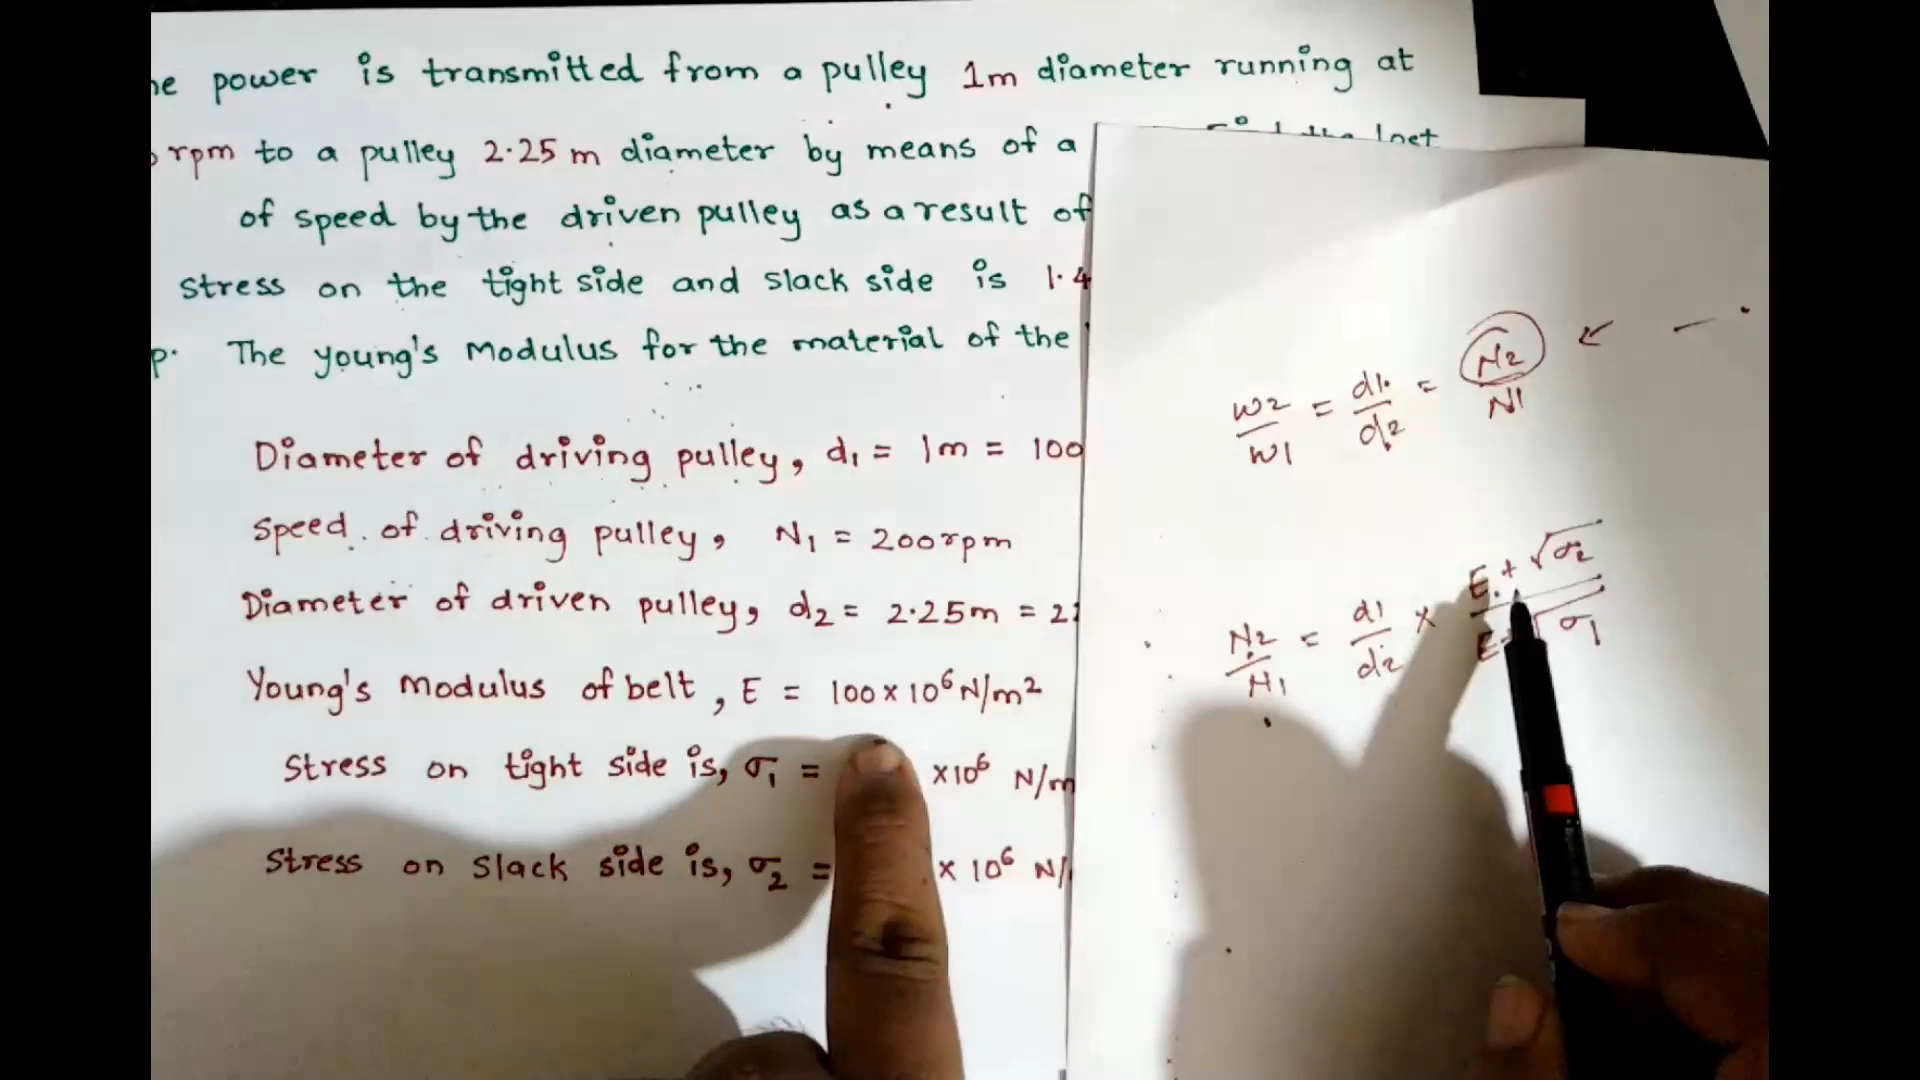 he power is transmitted from a pulley 1m diameter running at
rpm to a pulley 2.25 m diameter by means of a
of speed by the driven pulley as a result of
stress on the tight side and slack side is 1.4
p. The young's Modulus for the material of the
Diameter of driving pulley, d1 = 1m = 100
Speed of driving pulley, N1 = 200rpm
Diameter of driven pulley, d2 = 2.25m = 2
Young's modulus of belt, E = 100×10⁶ N/m²
Stress on tight side is, σ1 = ×10⁶ N/m
Stress on slack side is, σ2 = × 10⁶ N/
w2/w1 = d1/d2 = N2/N1
N2/N1 = d1/d2 × E+√σ2 / E √σ1